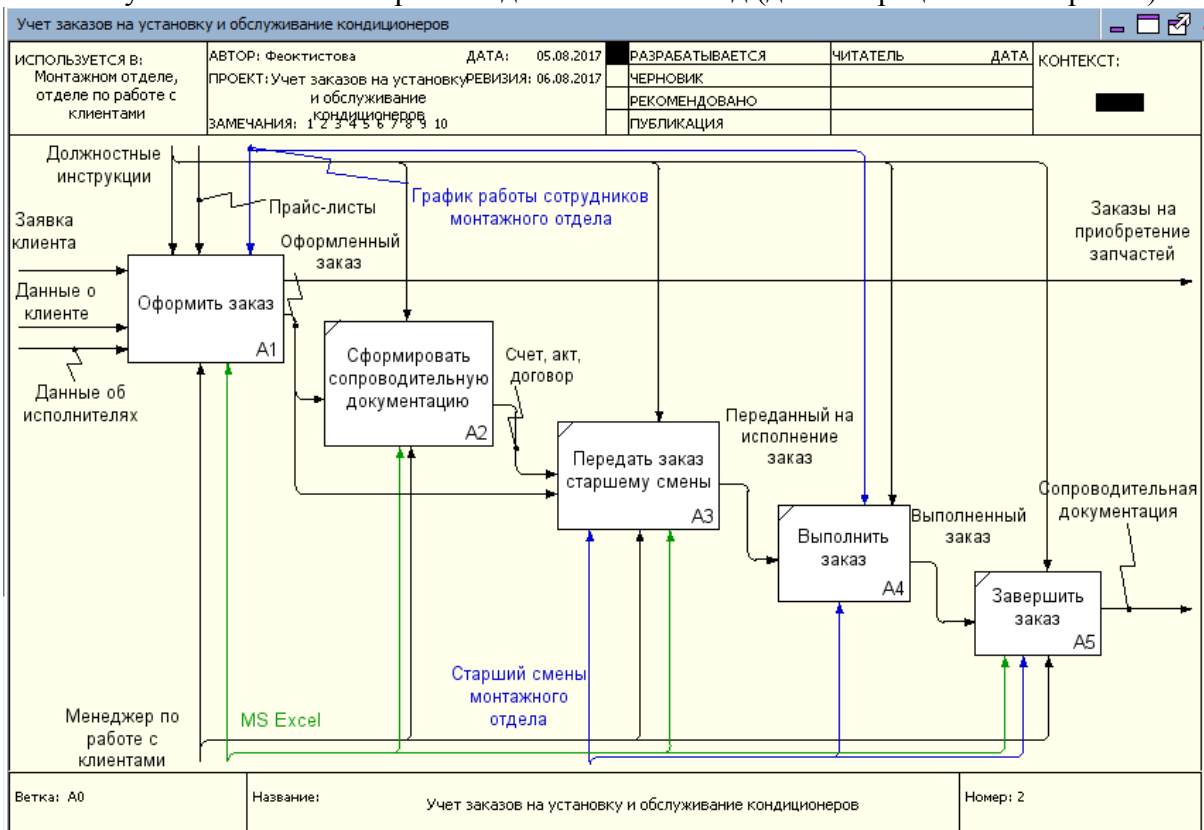 Учет заказов на установку и обслуживание кондиционеров
ИСПОЛЬЗУЕТСЯ В:
Монтажном отделе,
отделе по работе с
клиентами
АВТОР: Феоктистова
ДАТА: 05.08.2017
ПРОЕКТ: Учет заказов на установку
и обслуживание
кондиционеров
РЕВИЗИЯ: 06.08.2017
ЗАМЕЧАНИЯ: 1 2 3 4 5 6 7 8 9 10
РАЗРАБАТЫВАЕТСЯ
ЧЕРНОВИК
РЕКОМЕНДОВАНО
ПУБЛИКАЦИЯ
ЧИТАТЕЛЬ ДАТА
КОНТЕКСТ:
Должностные
инструкции
Прайс-листы
График работы сотрудников
монтажного отдела
Заявка
клиента
Оформленный
заказ
Заказы на
приобретение
запчастей
Данные о
клиенте
Оформить заказ
A1
Данные об
исполнителях
Сформировать
сопроводительную
документацию
A2
Счет, акт,
договор
Передать заказ
старшему смены
A3
Переданный на
исполнение
заказ
Выполнить
заказ
A4
Выполненный
заказ
Сопроводительная
документация
Завершить
заказ
A5
Старший смены
монтажного
отдела
MS Excel
Менеджер по
работе с
клиентами
Ветка: A0
Название:
Учет заказов на установку и обслуживание кондиционеров
Номер: 2